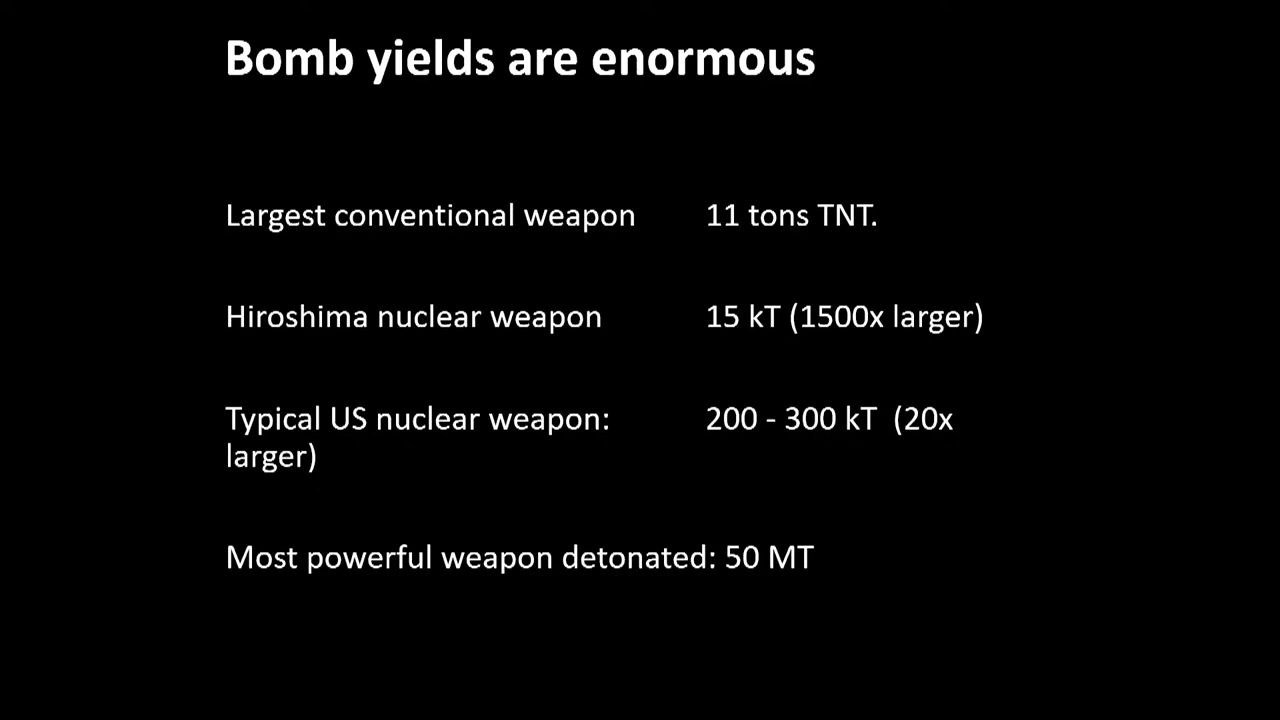 Bomb yields are enormous
Largest conventional weapon 11 tons TNT.
Hiroshima nuclear weapon 15 kT (1500x larger)
Typical US nuclear weapon: 200 - 300 kT (20x
larger)
Most powerful weapon detonated: 50 MT